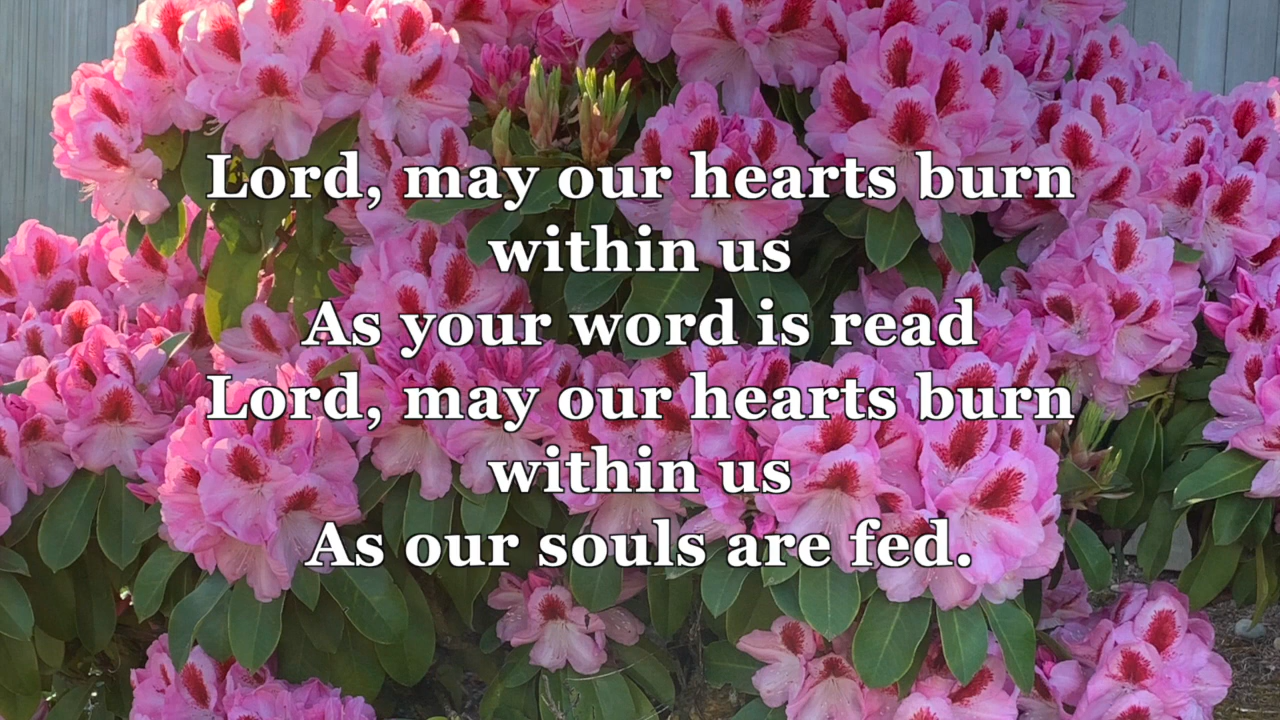 Lord, may our hearts burn
within us
As your word is read
Lord, may our hearts burn
within us
As our souls are fed.